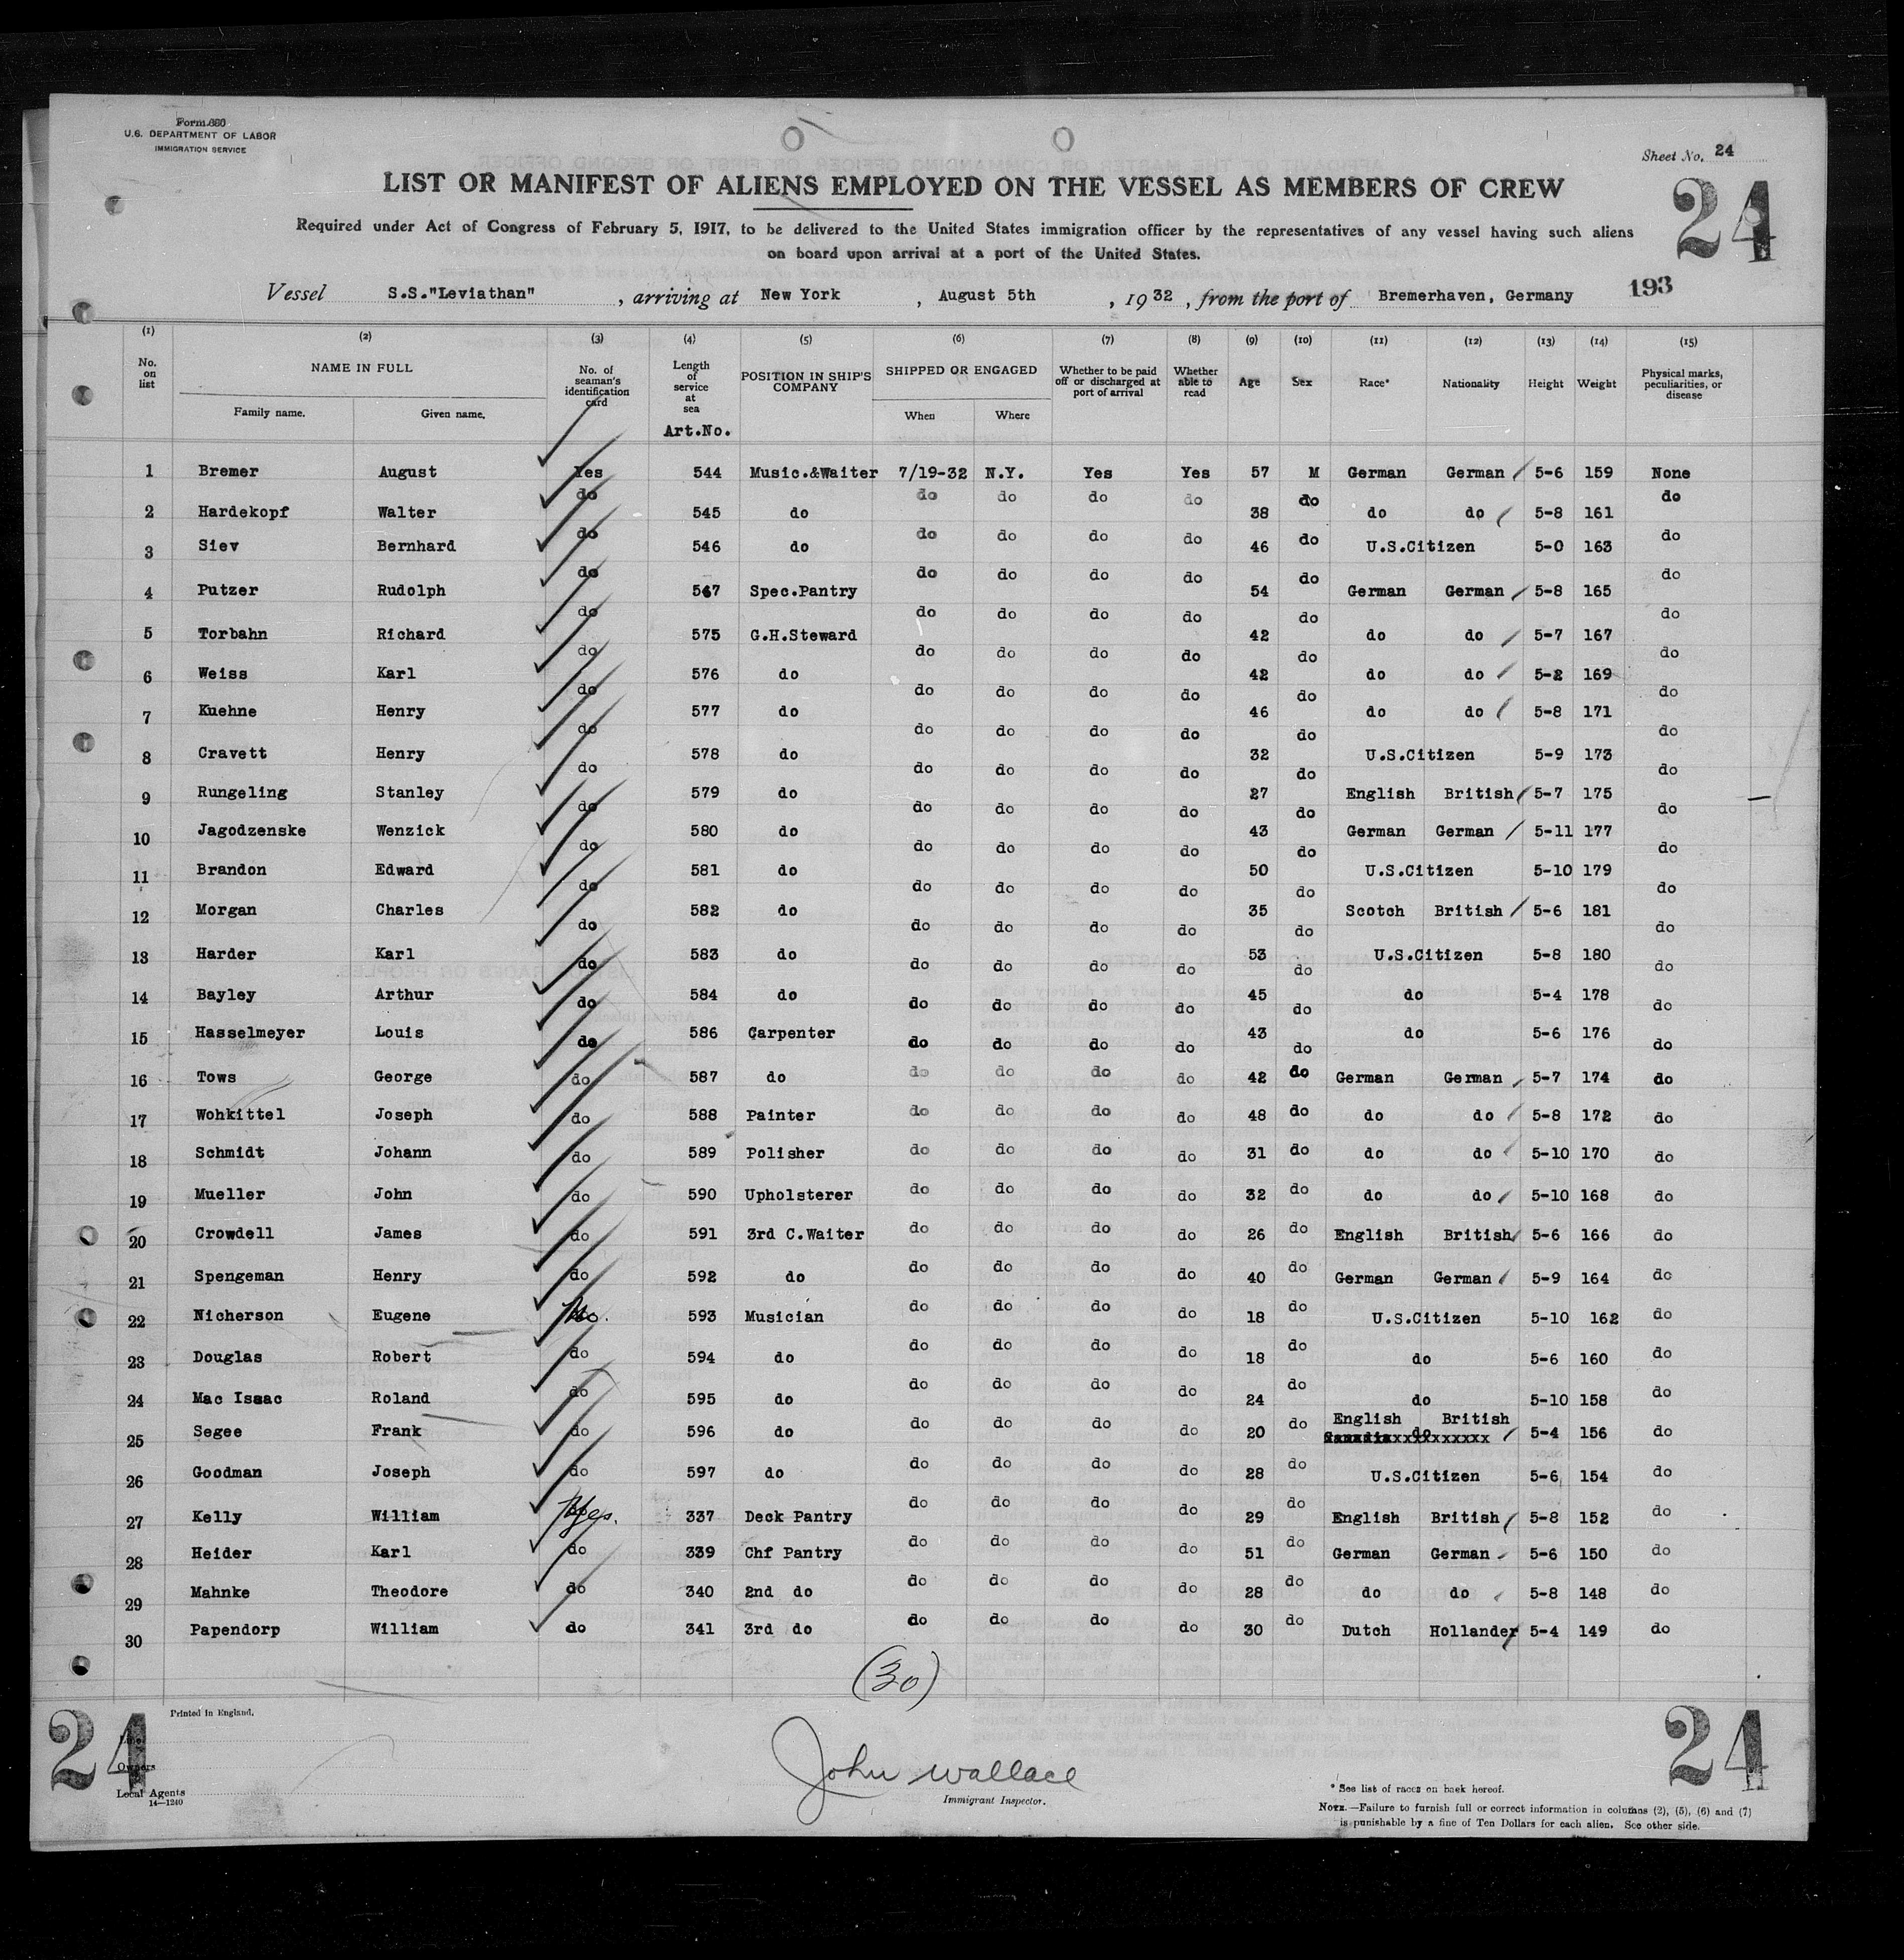 Form 680
U.S. DEPARTMENT OF LABOR
IMMIGRATION SERVICE
Sheet No. 24
24
LIST OR MANIFEST OF ALIENS EMPLOYED ON THE VESSEL AS MEMBERS OF CREW
Required under Act of Congress of February 5, 1917, to be delivered to the United States immigration officer by the representatives of any vessel having such aliens
on board upon arrival at a port of the United States.
193
Vessel S.S."Leviathan" , arriving at New York , August 5th , 1932 , from the port of Bremerhaven, Germany
(1) (2) (3) (4) (5) (6) (7) (8) (9) (10) (11) (12) (13) (14) (15)
No. on list NAME IN FULL No. of seaman's identification card Length of service at sea POSITION IN SHIP'S COMPANY SHIPPED OR ENGAGED Whether to be paid off or discharged at port of arrival Whether able to read Age Sex Race* Nationality Height Weight Physical marks, peculiarities, or disease
Family name. Given name. Art.No. When Where
1 Bremer August Yes 544 Music.&Waiter 7/19-32 N.Y. Yes Yes 57 M German German 5-6 159 None
2 Hardekopf Walter do 545 do do do do do 38 do do do 5-8 161 do
3 Siev Bernhard do 546 do do do do do 46 do U.S.Citizen 5-0 163 do
4 Putzer Rudolph do 547 Spec.Pantry do do do do 54 do German German 5-8 165 do
5 Torbahn Richard do 575 G.H.Steward do do do do 42 do do do 5-7 167 do
6 Weiss Karl do 576 do do do do do 42 do do do 5-2 169 do
7 Kuehne Henry do 577 do do do do do 46 do do do 5-8 171 do
8 Cravett Henry do 578 do do do do do 32 do U.S.Citizen 5-9 173 do
9 Rungeling Stanley do 579 do do do do do 27 do English British 5-7 175 do
10 Jagodzenske Wenzick do 580 do do do do do 43 do German German 5-11 177 do
11 Brandon Edward do 581 do do do do do 50 do U.S.Citizen 5-10 179 do
12 Morgan Charles do 582 do do do do do 35 do Scotch British 5-6 181 do
13 Harder Karl do 583 do do do do do 53 do U.S.Citizen 5-8 180 do
14 Bayley Arthur do 584 do do do do do 45 do do 5-4 178 do
15 Hasselmeyer Louis do 586 Carpenter do do do do 43 do do 5-6 176 do
16 Tows George do 587 do do do do do 42 do German German 5-7 174 do
17 Wohkittel Joseph do 588 Painter do do do do 48 do do do 5-8 172 do
18 Schmidt Johann do 589 Polisher do do do do 31 do do do 5-10 170 do
19 Mueller John do 590 Upholsterer do do do do 32 do do do 5-10 168 do
20 Crowdell James do 591 3rd C.Waiter do do do do 26 do English British 5-6 166 do
21 Spengeman Henry do 592 do do do do do 40 do German German 5-9 164 do
22 Nicherson Eugene No. 593 Musician do do do do 18 do U.S.Citizen 5-10 162 do
23 Douglas Robert do 594 do do do do do 18 do do 5-6 160 do
24 Mac Isaac Roland do 595 do do do do do 24 do do 5-10 158 do
25 Segee Frank do 596 do do do do do 20 do English British 5-4 156 do
26 Goodman Joseph do 597 do do do do do 28 do U.S.Citizen 5-6 154 do
27 Kelly William Yes. 337 Deck Pantry do do do do 29 do English British 5-8 152 do
28 Heider Karl do 339 Chf Pantry do do do do 51 do German German 5-6 150 do
29 Mahnke Theodore do 340 2nd do do do do do 28 do do do 5-8 148 do
30 Papendorp William do 341 3rd do do do do do 30 do Dutch Hollander 5-4 149 do
(30)
24
Printed in England.
Line
Owners
Local Agents
14—1240
John Wallace
Immigrant Inspector.
24
* See list of races on back hereof.
NOTE.—Failure to furnish full or correct information in columns (2), (5), (6) and (7)
is punishable by a fine of Ten Dollars for each alien. See other side.